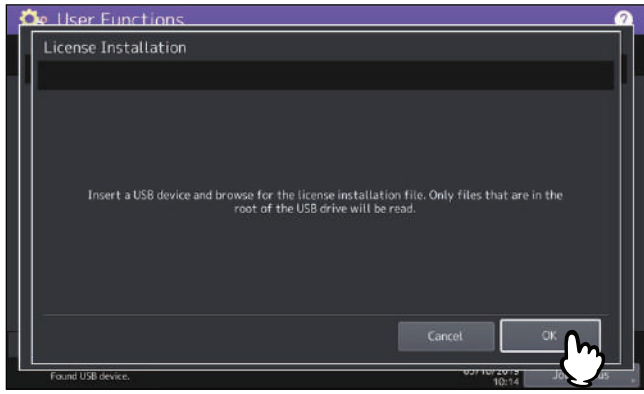 User Functions
?
License Installation
Insert a USB device and browse for the license installation file. Only files that are in the
root of the USB drive will be read.
Cancel
OK
Found USB device.
10:14